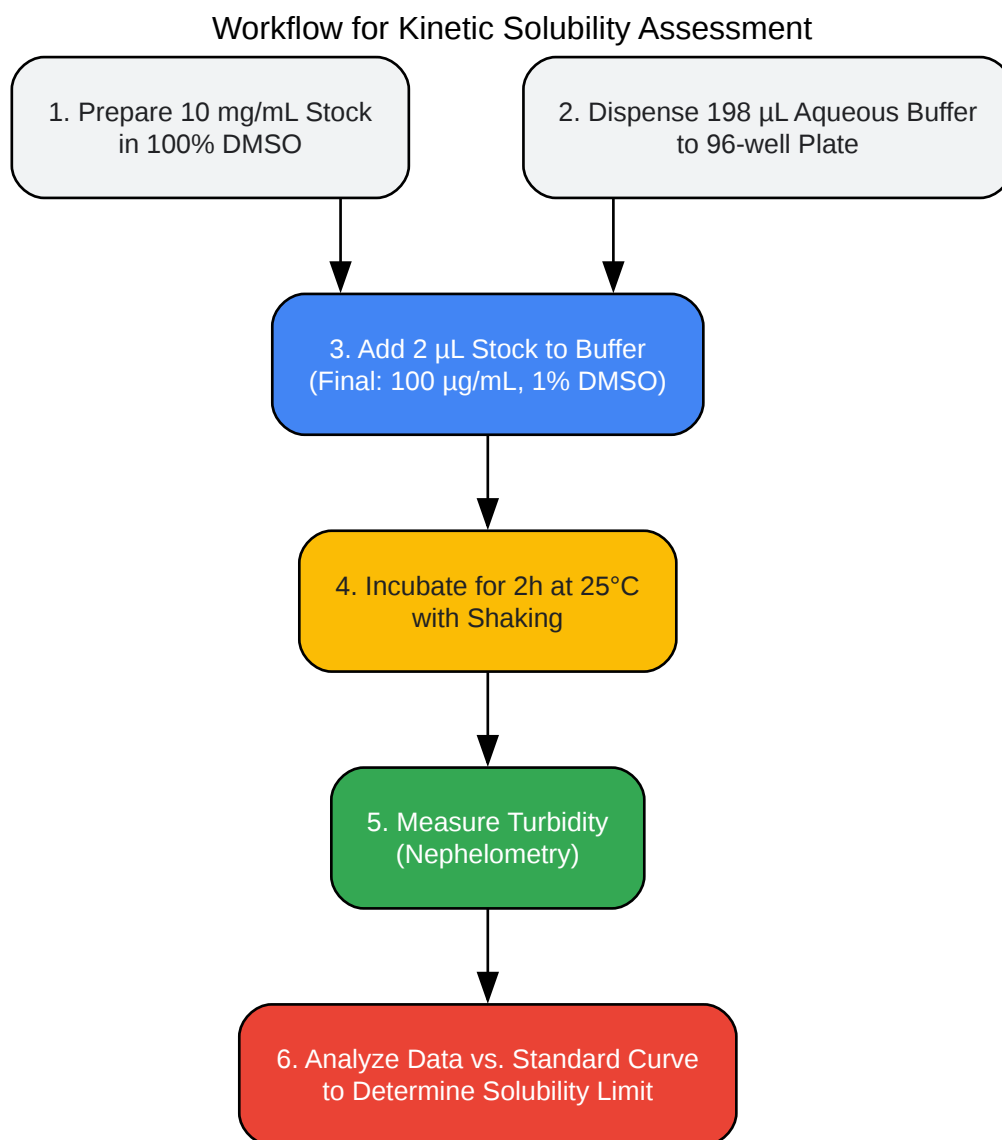 Workflow for Kinetic Solubility Assessment
1. Prepare 10 mg/mL Stock
in 100% DMSO
2. Dispense 198 µL Aqueous Buffer
to 96-well Plate
3. Add 2 µL Stock to Buffer
(Final: 100 µg/mL, 1% DMSO)
4. Incubate for 2h at 25°C
with Shaking
5. Measure Turbidity
(Nephelometry)
6. Analyze Data vs. Standard Curve
to Determine Solubility Limit